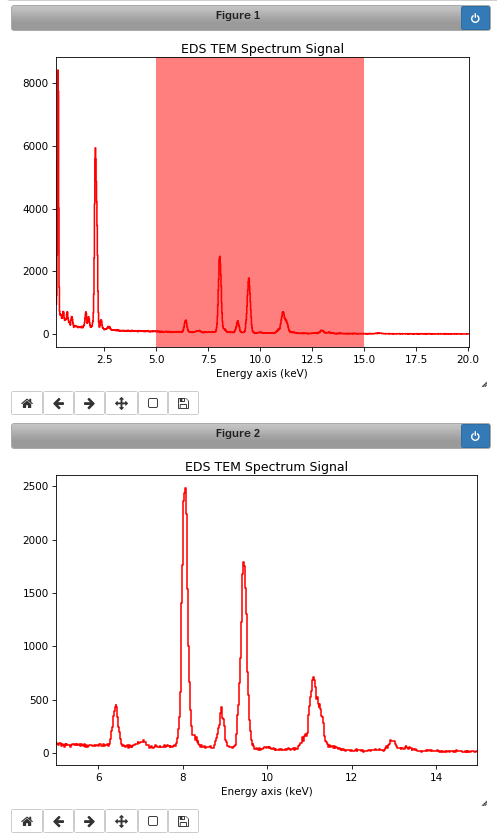 Figure 1
EDS TEM Spectrum Signal
8000
6000
4000
2000
0
2.5 5.0 7.5 10.0 12.5 15.0 17.5 20.0
Energy axis (keV)
Figure 2
EDS TEM Spectrum Signal
2500
2000
1500
1000
500
0
6 8 10 12 14
Energy axis (keV)